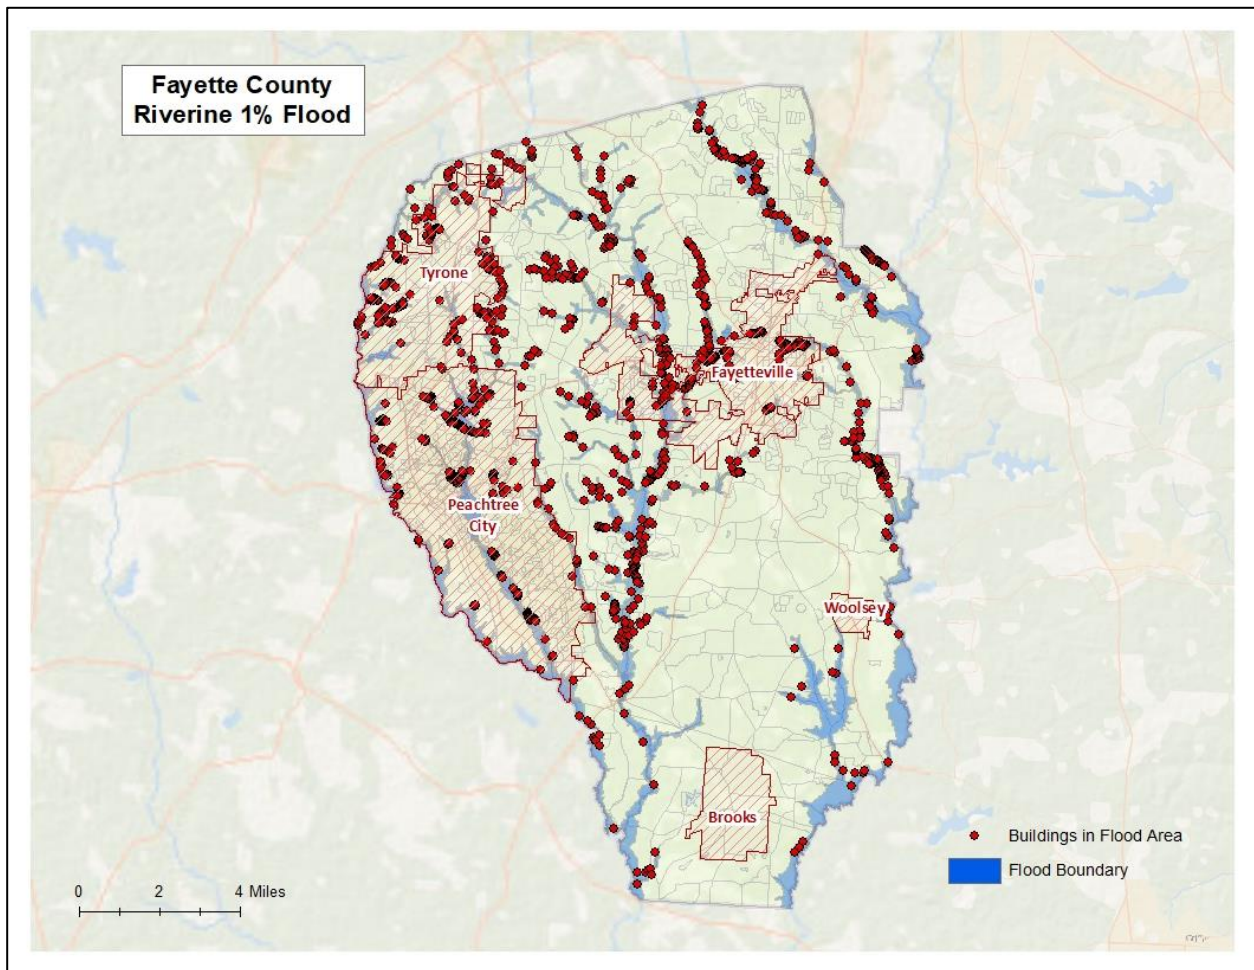 Fayette County
Riverine 1% Flood
Tyrone
Fayetteville
Peachtree
City
Woolsey
Brooks
Buildings in Flood Area
Flood Boundary
0 2 4 Miles